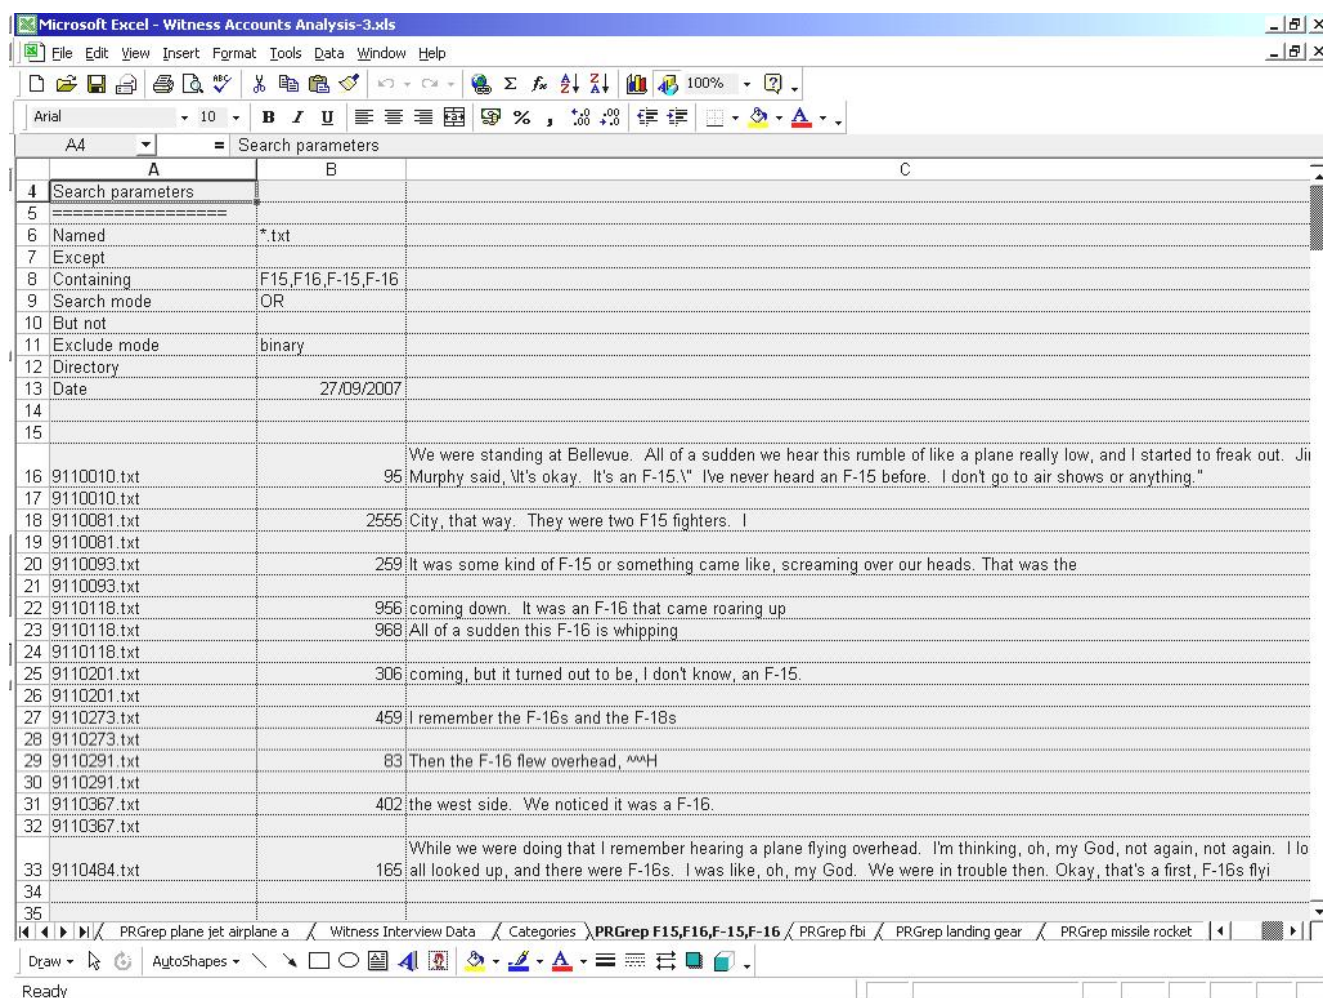 Microsoft Excel - Witness Accounts Analysis-3.xls
File Edit View Insert Format Tools Data Window Help
100%
Arial 10 B I U
A4 = Search parameters
A B C
4 Search parameters
5 =================
6 Named *.txt
7 Except
8 Containing F15,F16,F-15,F-16
9 Search mode OR
10 But not
11 Exclude mode binary
12 Directory
13 Date 27/09/2007
14
15
We were standing at Bellevue. All of a sudden we hear this rumble of like a plane really low, and I started to freak out.
16 9110010.txt 95 Murphy said, \It's okay. It's an F-15.\" I've never heard an F-15 before. I don't go to air shows or anything."
17 9110010.txt
18 9110081.txt 2555 City, that way. They were two F15 fighters. I
19 9110081.txt
20 9110093.txt 259 It was some kind of F-15 or something came like, screaming over our heads. That was the
21 9110093.txt
22 9110118.txt 956 coming down. It was an F-16 that came roaring up
23 9110118.txt 968 All of a sudden this F-16 is whipping
24 9110118.txt
25 9110201.txt 306 coming, but it turned out to be, I don't know, an F-15.
26 9110201.txt
27 9110273.txt 459 I remember the F-16s and the F-18s
28 9110273.txt
29 9110291.txt 83 Then the F-16 flew overhead, ^^^H
30 9110291.txt
31 9110367.txt 402 the west side. We noticed it was a F-16.
32 9110367.txt
While we were doing that I remember hearing a plane flying overhead. I'm thinking, oh, my God, not again, not again. I lo
33 9110484.txt 165 all looked up, and there were F-16s. I was like, oh, my God. We were in trouble then. Okay, that's a first, F-16s flyi
34
35
PRGrep plane jet airplane a / Witness Interview Data / Categories \ PRGrep F15,F16,F-15,F-16 / PRGrep fbi / PRGrep landing gear / PRGrep missile rocket
Draw AutoShapes
Ready